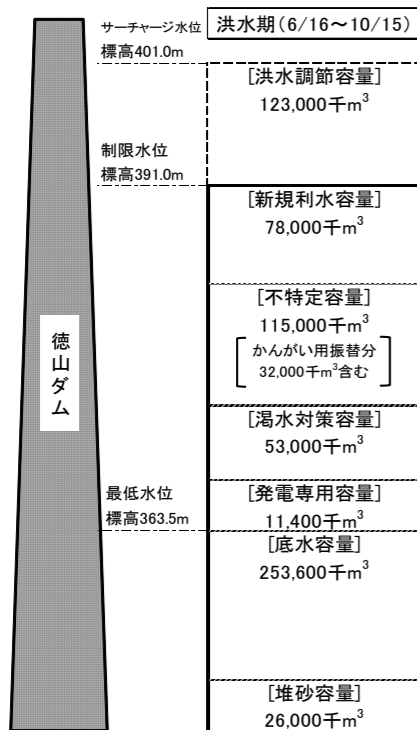 サーチャージ水位
標高401.0m
洪水期(6/16～10/15)
[洪水調節容量]
123,000千m³
制限水位
標高391.0m
[新規利水容量]
78,000千m³
[不特定容量]
115,000千m³
[かんがい用振替分
32,000千m³含む]
徳山ダム
[渇水対策容量]
53,000千m³
最低水位
標高363.5m
[発電専用容量]
11,400千m³
[底水容量]
253,600千m³
[堆砂容量]
26,000千m³